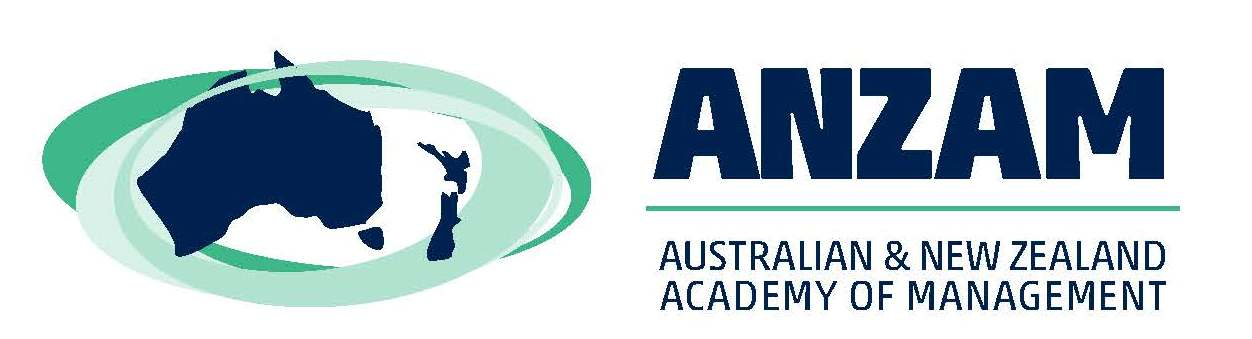 ANZAM
AUSTRALIAN & NEW ZEALAND
ACADEMY OF MANAGEMENT